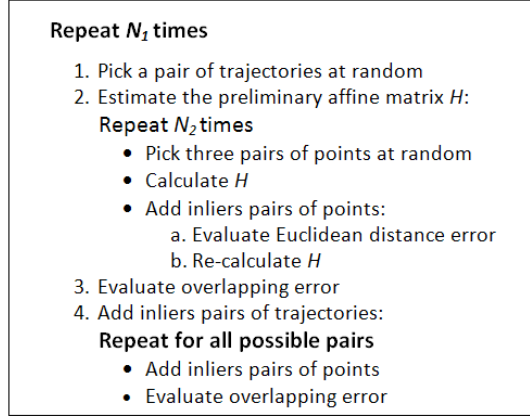 Repeat N₁ times
1. Pick a pair of trajectories at random
2. Estimate the preliminary affine matrix H:
Repeat N₂ times
• Pick three pairs of points at random
• Calculate H
• Add inliers pairs of points:
a. Evaluate Euclidean distance error
b. Re-calculate H
3. Evaluate overlapping error
4. Add inliers pairs of trajectories:
Repeat for all possible pairs
• Add inliers pairs of points
• Evaluate overlapping error